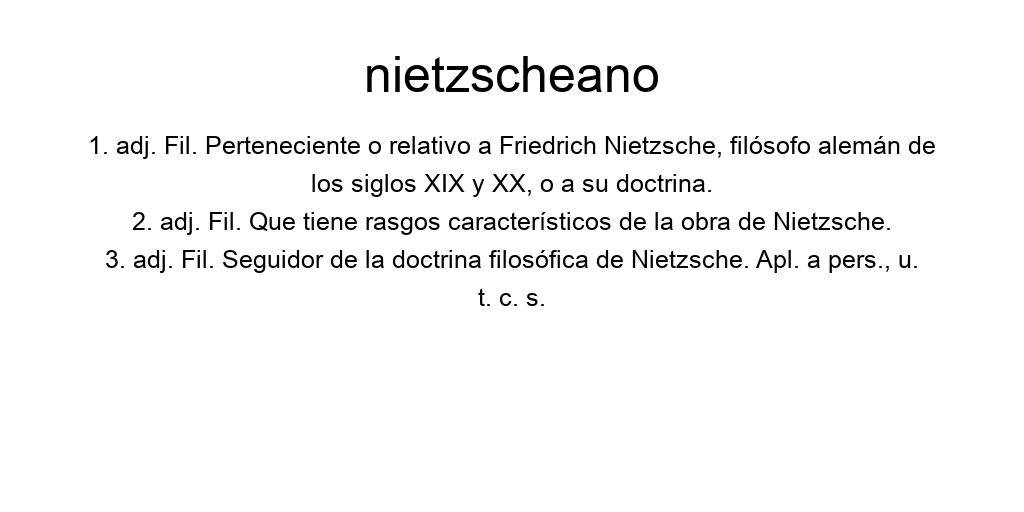 nietzscheano
1. adj. Fil. Perteneciente o relativo a Friedrich Nietzsche, filósofo alemán de
los siglos XIX y XX, o a su doctrina.
2. adj. Fil. Que tiene rasgos característicos de la obra de Nietzsche.
3. adj. Fil. Seguidor de la doctrina filosófica de Nietzsche. Apl. a pers., u.
t. c. s.